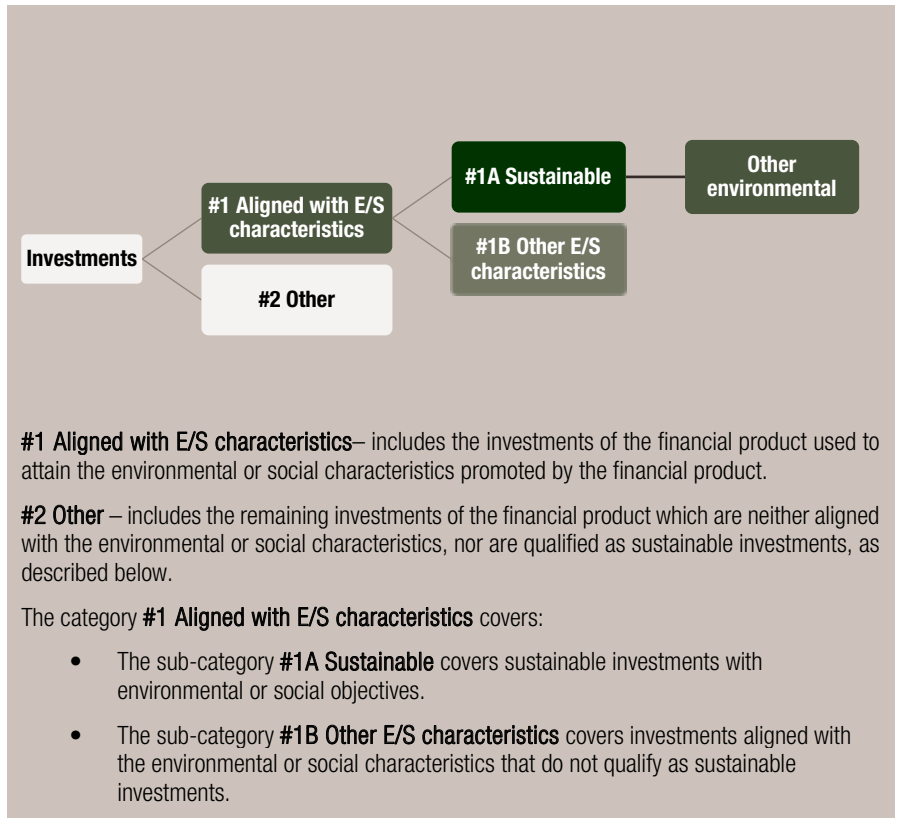 #1A Sustainable
Other
environmental
#1 Aligned with E/S
characteristics
#1B Other E/S
characteristics
Investments
#2 Other
#1 Aligned with E/S characteristics– includes the investments of the financial product used to
attain the environmental or social characteristics promoted by the financial product.
#2 Other – includes the remaining investments of the financial product which are neither aligned
with the environmental or social characteristics, nor are qualified as sustainable investments, as
described below.
The category #1 Aligned with E/S characteristics covers:
• The sub-category #1A Sustainable covers sustainable investments with
environmental or social objectives.
• The sub-category #1B Other E/S characteristics covers investments aligned with
the environmental or social characteristics that do not qualify as sustainable
investments.